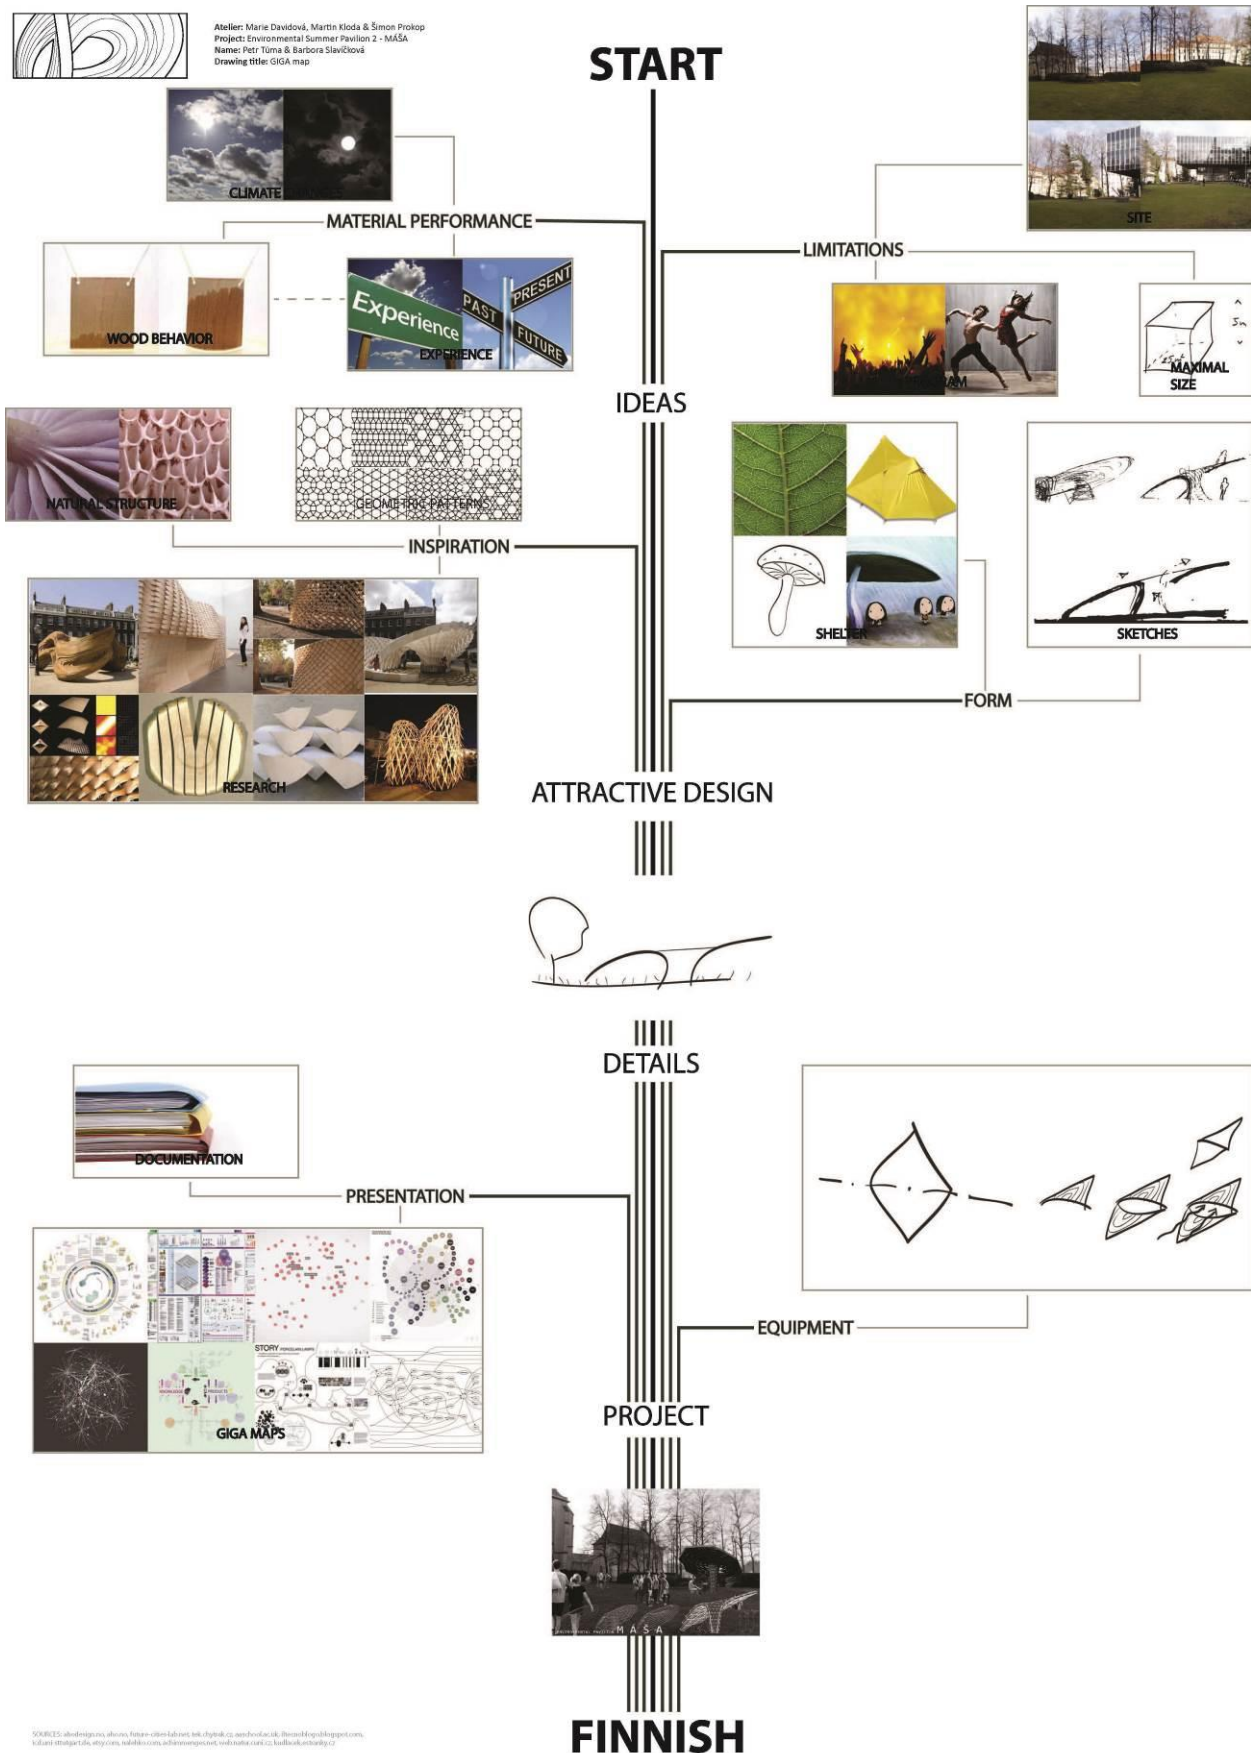 Atelier: Marie Davidová, Martin Kloda & Šimon Prokop
Project: Environmental Summer Pavilion 2 - MÁŠA
Name: Petr Tůma & Barbora Slavíčková
Drawing title: GIGA map
START
CLIMATE
SITE
MATERIAL PERFORMANCE
LIMITATIONS
WOOD BEHAVIOR
Experience
PAST
PRESENT
FUTURE
EXPERIENCE
5m
MAXIMAL
SIZE
IDEAS
NATURAL STRUCTURE
GEOMETRIC PATTERNS
SHELTER
SKETCHES
INSPIRATION
RESEARCH
FORM
ATTRACTIVE DESIGN
DETAILS
DOCUMENTATION
PRESENTATION
EQUIPMENT
STORY
GIGA MAPS
PROJECT
MÁŠA
FINNISH